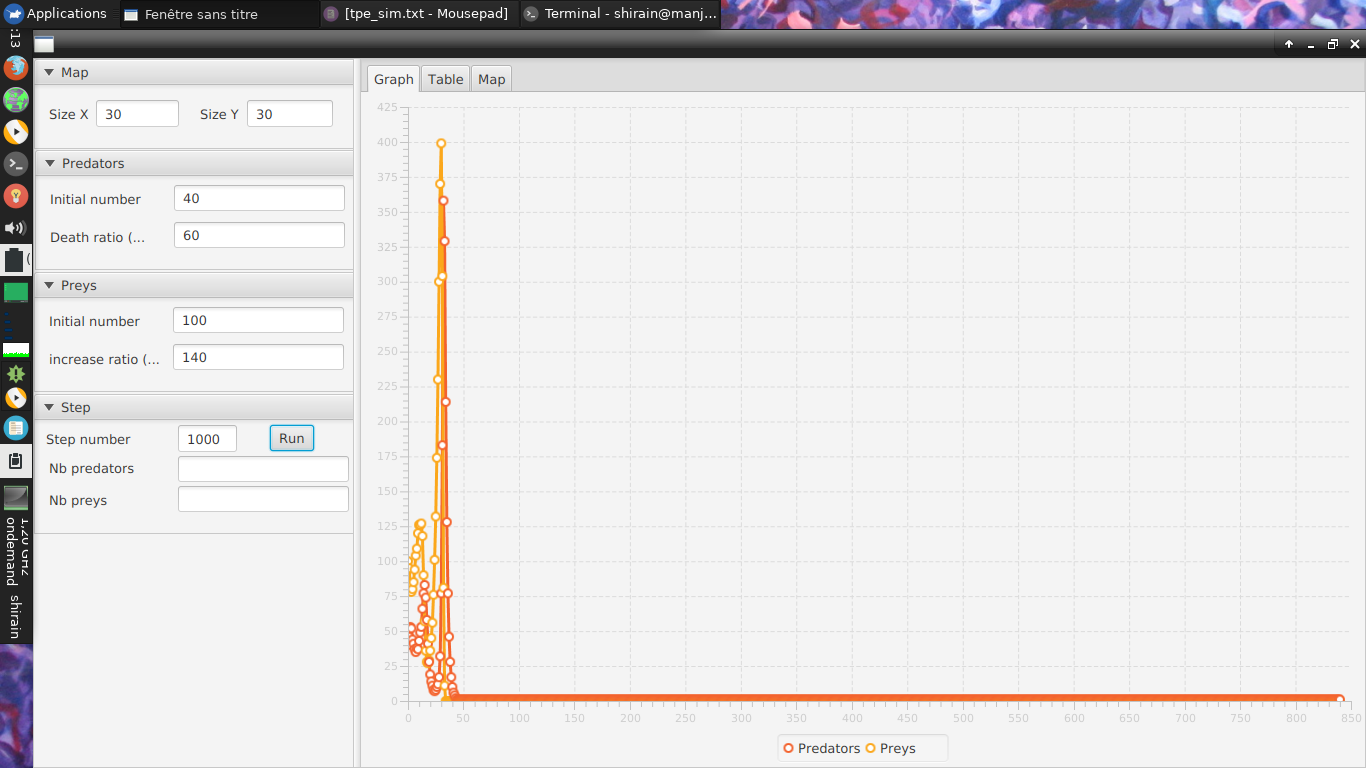 Applications
Fenêtre sans titre
[tpe_sim.txt - Mousepad]
Terminal - shirain@manj...
:13
(
1,20 GHz
ondemand
shirain
Map
Size X 30 Size Y 30
Predators
Initial number 40
Death ratio (... 60
Preys
Initial number 100
increase ratio (... 140
Step
Step number 1000 Run
Nb predators
Nb preys
Graph Table Map
425
400
375
350
325
300
275
250
225
200
175
150
125
100
75
50
25
0
0 50 100 150 200 250 300 350 400 450 500 550 600 650 700 750 800 850
Predators Preys